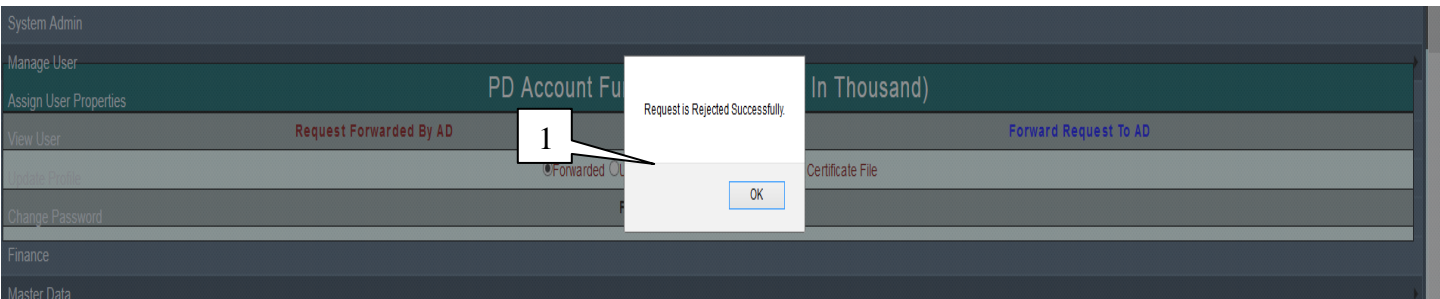 System Admin
Manage User
Assign User Properties
View User
Update Profile
Change Password
Finance
Master Data
PD Account In Thousand)
Request Forwarded By AD
Forward Request To AD
Forwarded
Certificate File
1
Request is Rejected Successfully.
OK